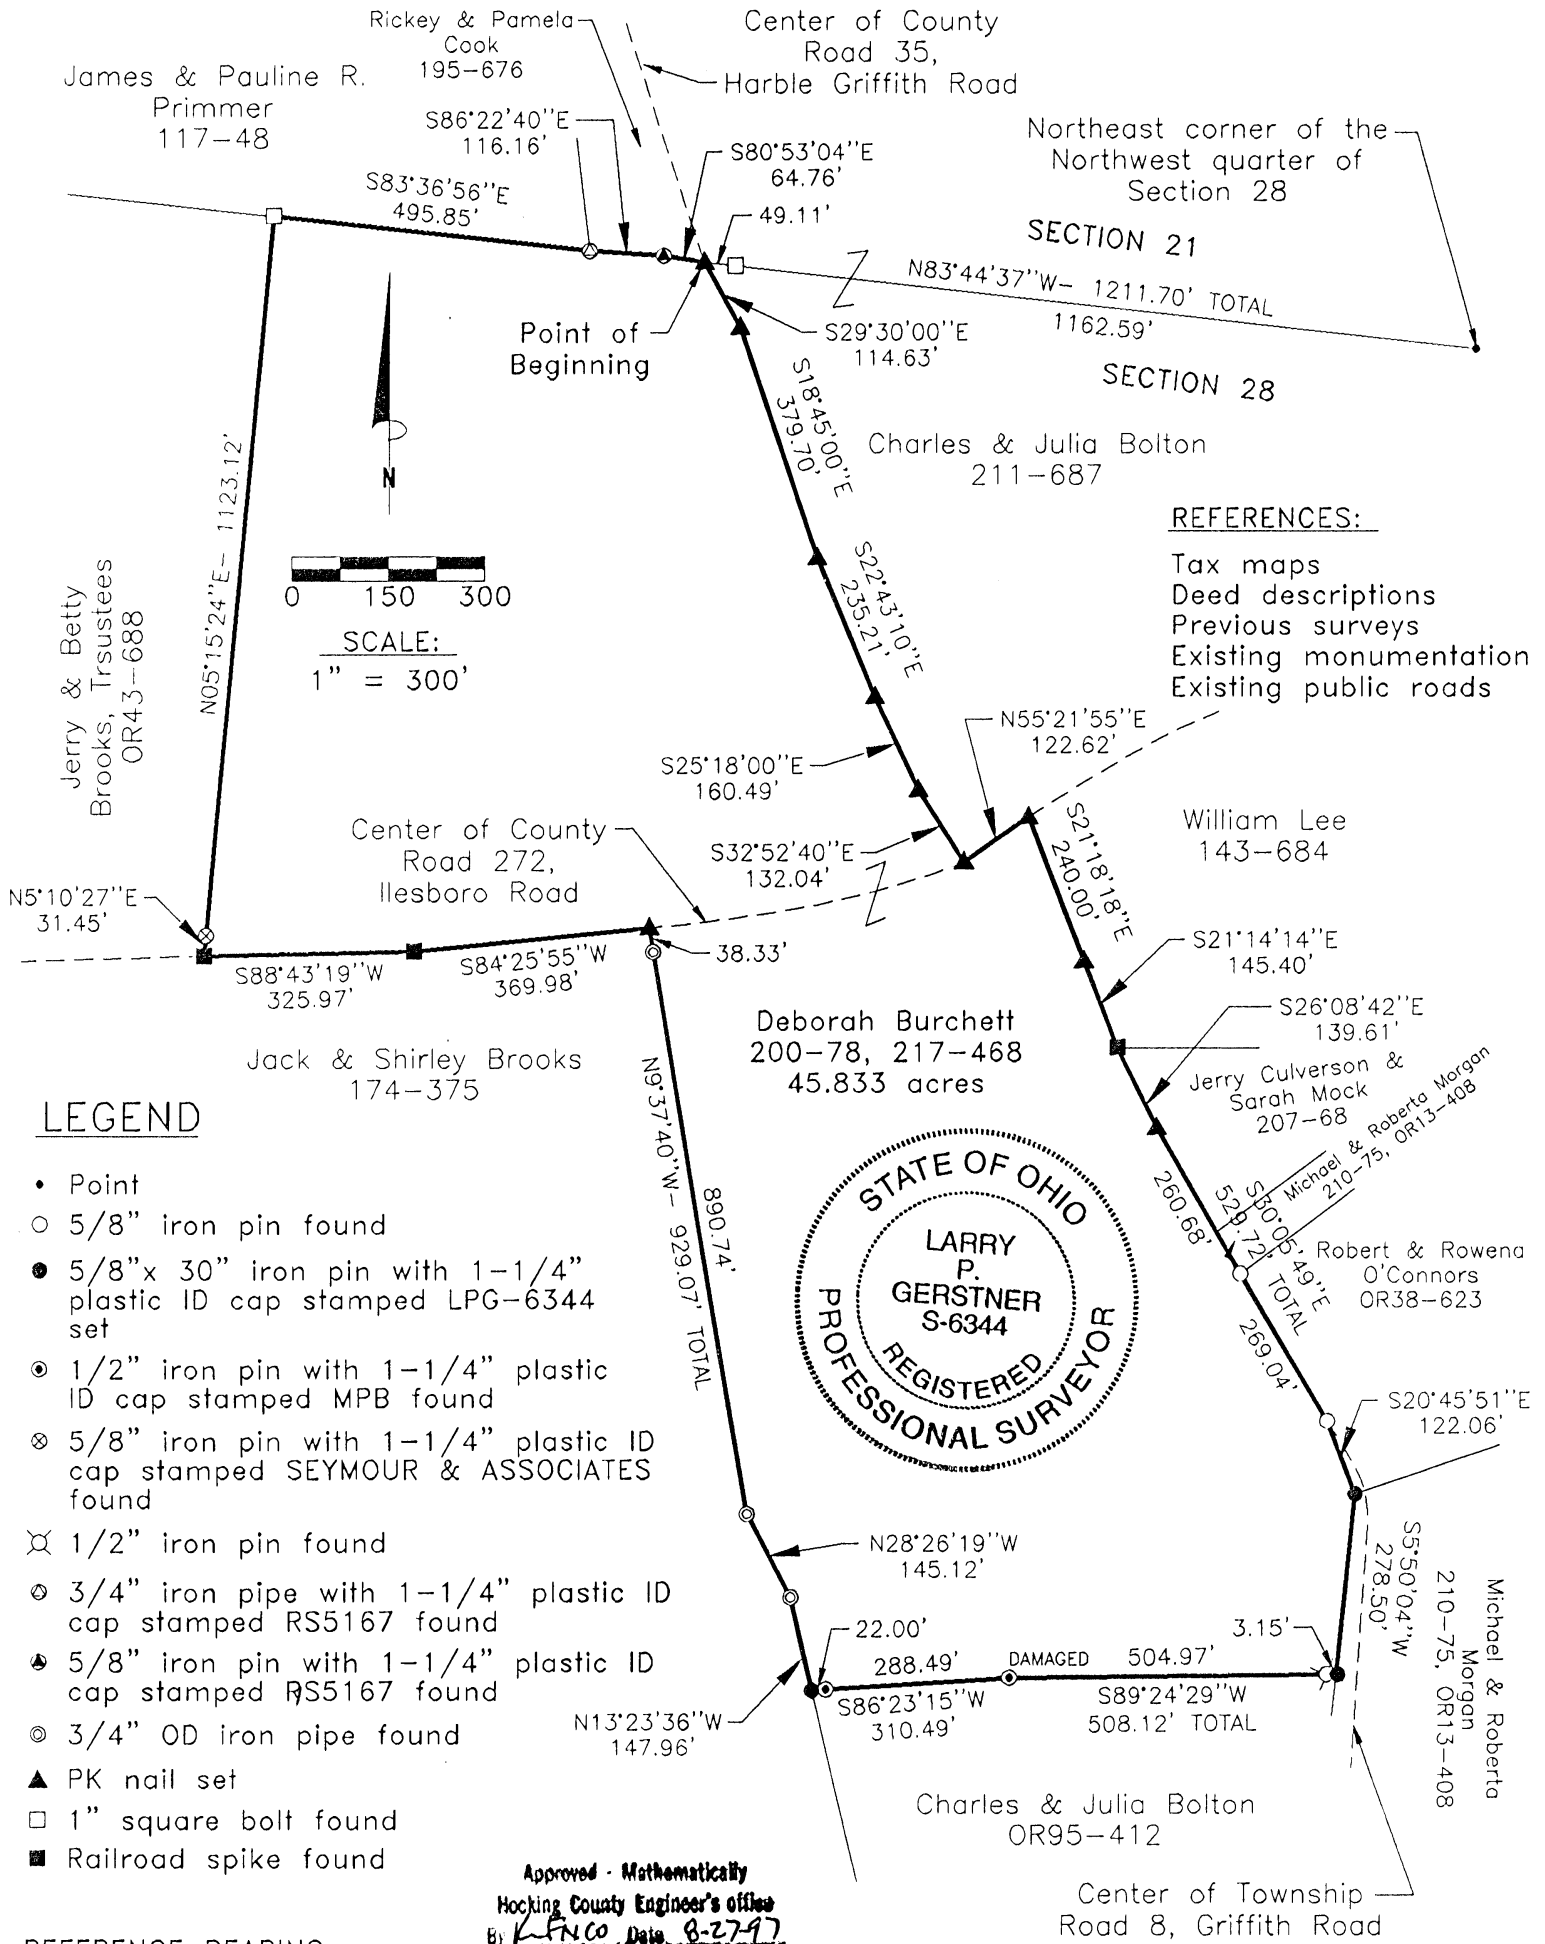 Rickey & Pamela
Cook
195-676
Center of County
Road 35,
Harble Griffith Road
James & Pauline R.
Primmer
117-48
S86°22'40''E
116.16'
S80°53'04''E
64.76'
49.11'
Northeast corner of the
Northwest quarter of
Section 28
S83°36'56''E
495.85'
SECTION 21
N83°44'37''W- 1211.70' TOTAL
1162.59'
SECTION 28
Point of
Beginning
S29°30'00''E
114.63'
S18°45'00''E
379.70'
Charles & Julia Bolton
211-687
N
N05°15'24''E- 1123.12'
Jerry & Betty
Brooks, Trsustees
OR43-688
0 150 300
SCALE:
1" = 300'
REFERENCES:
Tax maps
Deed descriptions
Previous surveys
Existing monumentation
Existing public roads
S22°43'10''E
235.21'
N55°21'55''E
122.62'
S25°18'00''E
160.49'
S32°52'40''E
132.04'
Center of County
Road 272,
Ilesboro Road
William Lee
143-684
S21°18'18''E
240.00'
N5°10'27''E
31.45'
S88°43'19''W
325.97'
S84°25'55''W
369.98'
38.33'
S21°14'14''E
145.40'
S26°08'42''E
139.61'
Deborah Burchett
200-78, 217-468
45.833 acres
Jack & Shirley Brooks
174-375
Jerry Culverson &
Sarah Mock
207-68
Michael & Roberta Morgan
210-75, OR13-408
N9°37'40''W- 929.07' TOTAL
890.74'
260.68'
S30°05'49''E
529.72' TOTAL
269.04'
Robert & Rowena
O'Connors
OR38-623
STATE OF OHIO
LARRY
P.
GERSTNER
S-6344
REGISTERED
PROFESSIONAL SURVEYOR
S20°45'51''E
122.06'
LEGEND
Point
5/8" iron pin found
5/8"x 30" iron pin with 1-1/4"
plastic ID cap stamped LPG-6344
set
1/2" iron pin with 1-1/4" plastic
ID cap stamped MPB found
5/8" iron pin with 1-1/4" plastic ID
cap stamped SEYMOUR & ASSOCIATES
found
1/2" iron pin found
3/4" iron pipe with 1-1/4" plastic ID
cap stamped RS5167 found
5/8" iron pin with 1-1/4" plastic ID
cap stamped RS5167 found
3/4" OD iron pipe found
PK nail set
1" square bolt found
Railroad spike found
N28°26'19''W
145.12'
S5°50'04''W
278.50'
Michael & Roberta
Morgan
210-75, OR13-408
22.00'
288.49'
DAMAGED
504.97'
3.15'
S86°23'15''W
310.49'
S89°24'29''W
508.12' TOTAL
N13°23'36''W
147.96'
Charles & Julia Bolton
OR95-412
Center of Township
Road 8, Griffith Road
Approved - Mathematically
Hocking County Engineer's office
By Date 8-27-97
REFERENCE BEARING